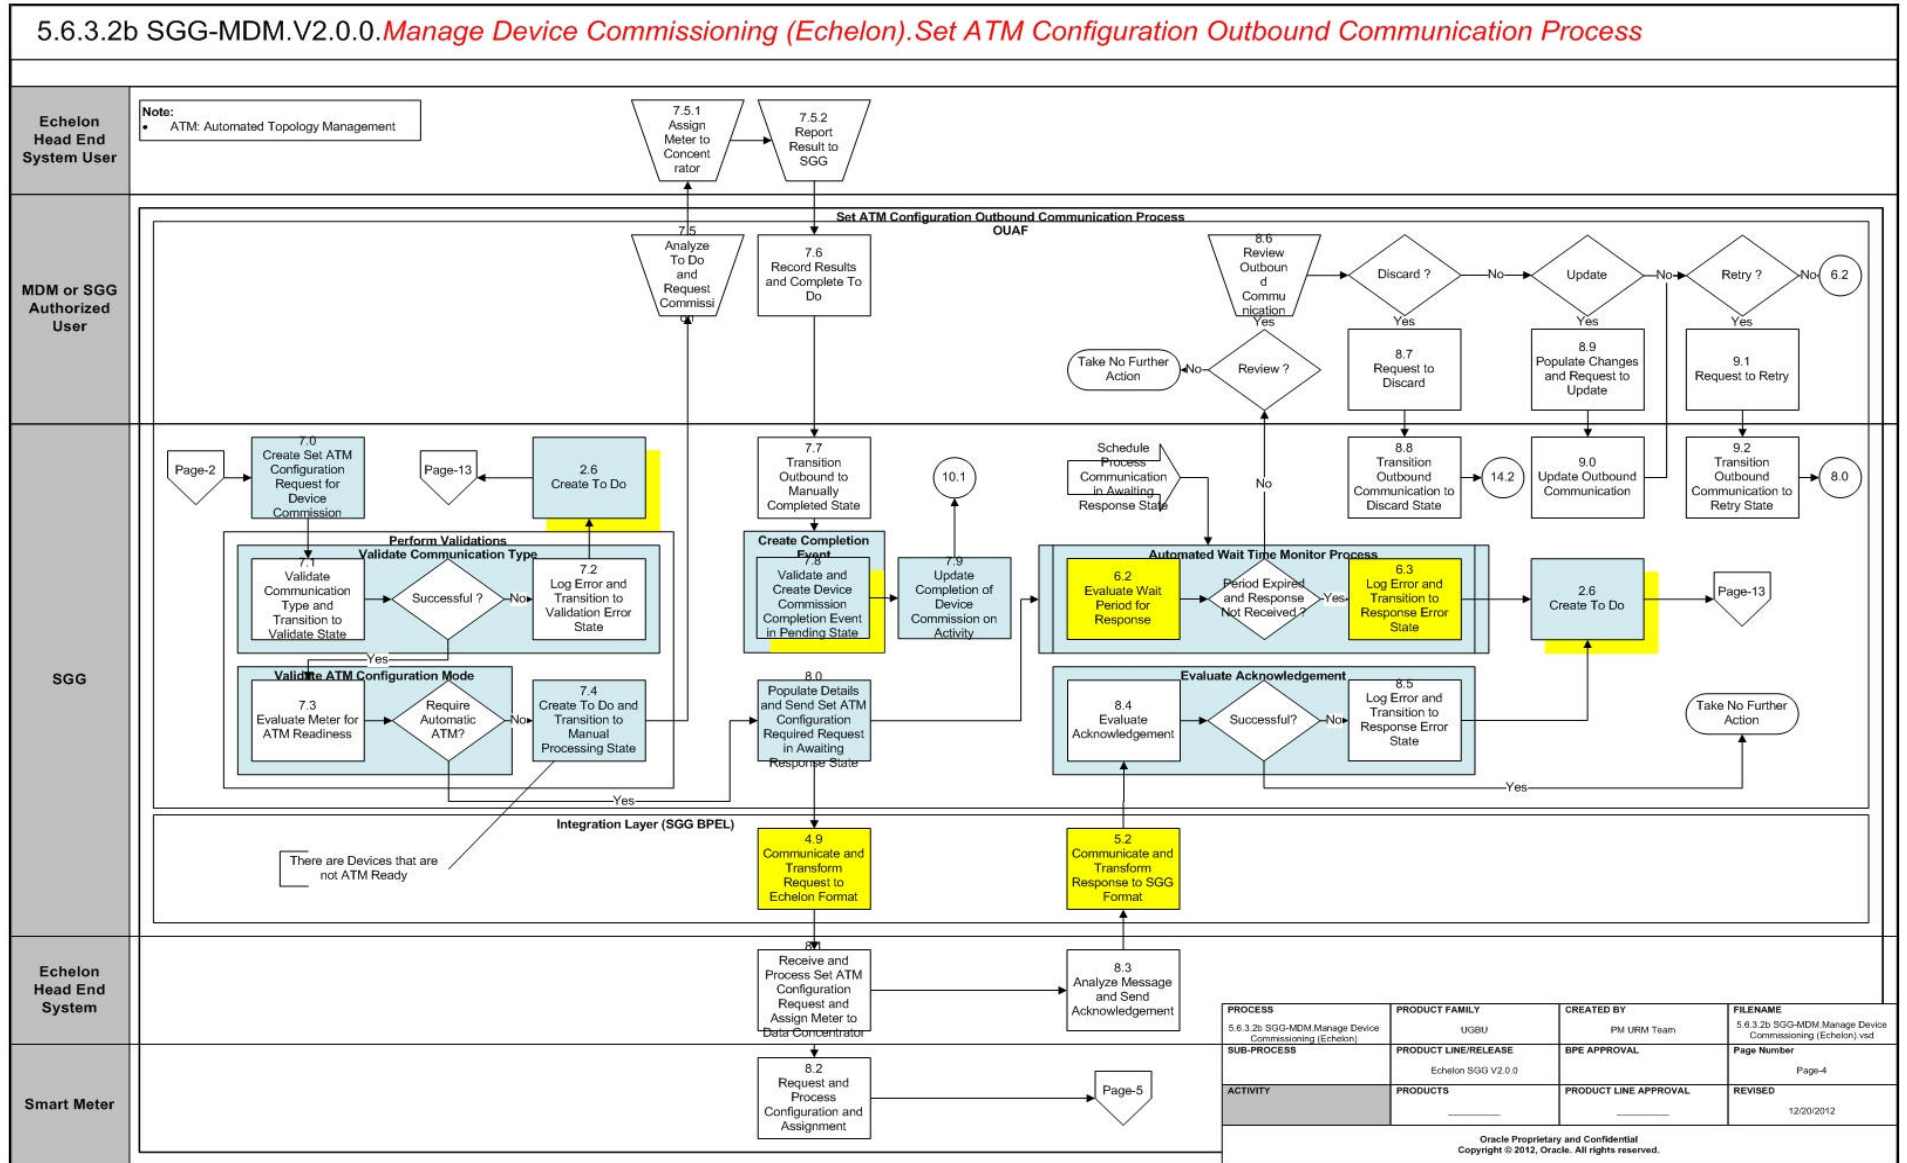 5.6.3.2b SGG-MDM.V2.0.0.Manage Device Commissioning (Echelon).Set ATM Configuration Outbound Communication Process
Echelon
Head End
System User
Note:
• ATM: Automated Topology Management
7.5.1
Assign
Meter to
Concent
rator
7.5.2
Report
Result to
SGG
MDM or SGG
Authorized
User
Set ATM Configuration Outbound Communication Process
OUAF
7.5
Analyze
To Do
and
Request
Commissi
on
7.6
Record Results
and Complete To
Do
8.6
Review
Outboun
d
Commu
nication
Discard ?
No
Update
No
Retry ?
No
6.2
Yes
Yes
Yes
Yes
Take No Further
Action
No
Review ?
8.7
Request to
Discard
8.9
Populate Changes
and Request to
Update
9.1
Request to Retry
SGG
Page-2
7.0
Create Set ATM
Configuration
Request for
Device
Commission
Page-13
2.6
Create To Do
7.7
Transition
Outbound to
Manually
Completed State
10.1
Schedule
Process
Communication
in Awaiting
Response State
No
8.8
Transition
Outbound
Communication to
Discard State
14.2
9.0
Update Outbound
Communication
9.2
Transition
Outbound
Communication to
Retry State
8.0
Perform Validations
Validate Communication Type
7.1
Validate
Communication
Type and
Transition to
Validate State
Successful ?
No
7.2
Log Error and
Transition to
Validation Error
State
Yes
Create Completion
Event
7.8
Validate and
Create Device
Commission
Completion Event
in Pending State
7.9
Update
Completion of
Device
Commission on
Activity
Automated Wait Time Monitor Process
6.2
Evaluate Wait
Period for
Response
Period Expired
and Response
Not Received ?
Yes
6.3
Log Error and
Transition to
Response Error
State
2.6
Create To Do
Page-13
Validate ATM Configuration Mode
7.3
Evaluate Meter for
ATM Readiness
Require
Automatic
ATM?
No
7.4
Create To Do and
Transition to
Manual
Processing State
Yes
8.0
Populate Details
and Send Set ATM
Configuration
Required Request
in Awaiting
Response State
Evaluate Acknowledgement
8.4
Evaluate
Acknowledgement
Successful?
No
8.5
Log Error and
Transition to
Response Error
State
Yes
Take No Further
Action
Integration Layer (SGG BPEL)
There are Devices that are
not ATM Ready
4.9
Communicate and
Transform
Request to
Echelon Format
5.2
Communicate and
Transform
Response to SGG
Format
Echelon
Head End
System
8.1
Receive and
Process Set ATM
Configuration
Request and
Assign Meter to
Data Concentrator
8.3
Analyze Message
and Send
Acknowledgement
Smart Meter
8.2
Request and
Process
Configuration and
Assignment
Page-5
PROCESS
5.6.3.2b SGG-MDM.Manage Device
Commissioning (Echelon)
PRODUCT FAMILY
UGBU
CREATED BY
PM URM Team
FILENAME
5.6.3.2b SGG-MDM.Manage Device
Commissioning (Echelon).vsd
SUB-PROCESS
PRODUCT LINE/RELEASE
Echelon SGG V2.0.0
BPE APPROVAL
Page Number
Page-4
ACTIVITY
PRODUCTS
PRODUCT LINE APPROVAL
REVISED
12/20/2012
Oracle Proprietary and Confidential
Copyright © 2012, Oracle. All rights reserved.